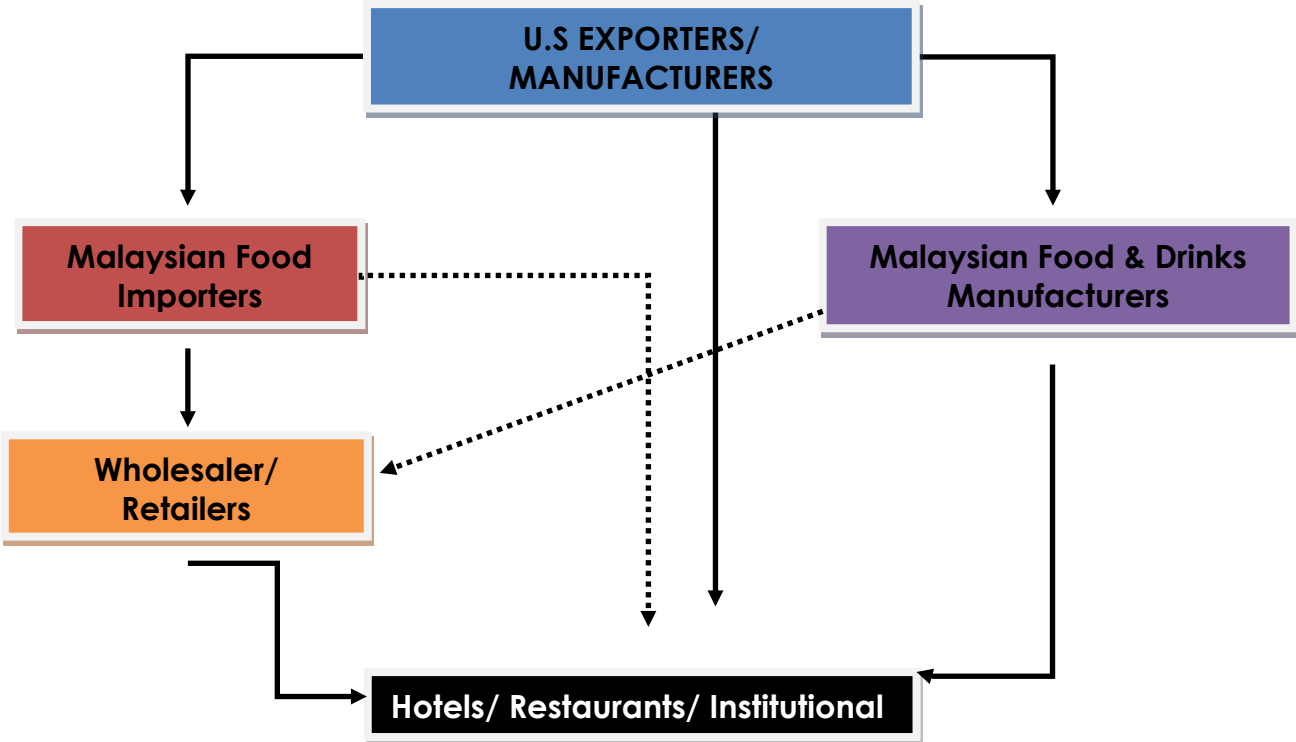 U.S EXPORTERS/
MANUFACTURERS
Malaysian Food
Importers
Malaysian Food & Drinks
Manufacturers
Wholesaler/
Retailers
Hotels/ Restaurants/ Institutional